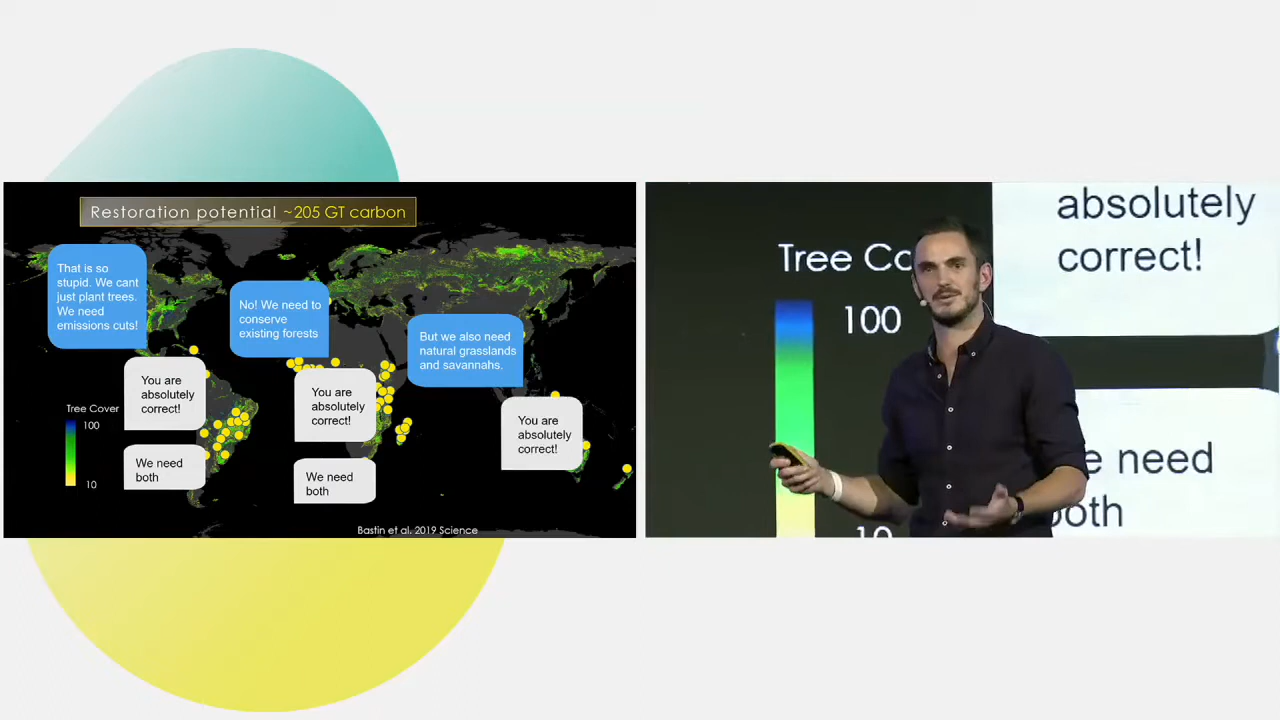 Restoration potential ~205 GT carbon
That is so
stupid. We cant
just plant trees.
We need
emissions cuts!
No! We need to
conserve
existing forests
But we also need
natural grasslands
and savannahs.
You are
absolutely
correct!
You are
absolutely
correct!
You are
absolutely
correct!
We need
both
We need
both
Tree Cover
100
10
Bastin et al. 2019 Science
absolutely
correct!
Tree Co
100
e need
both
10